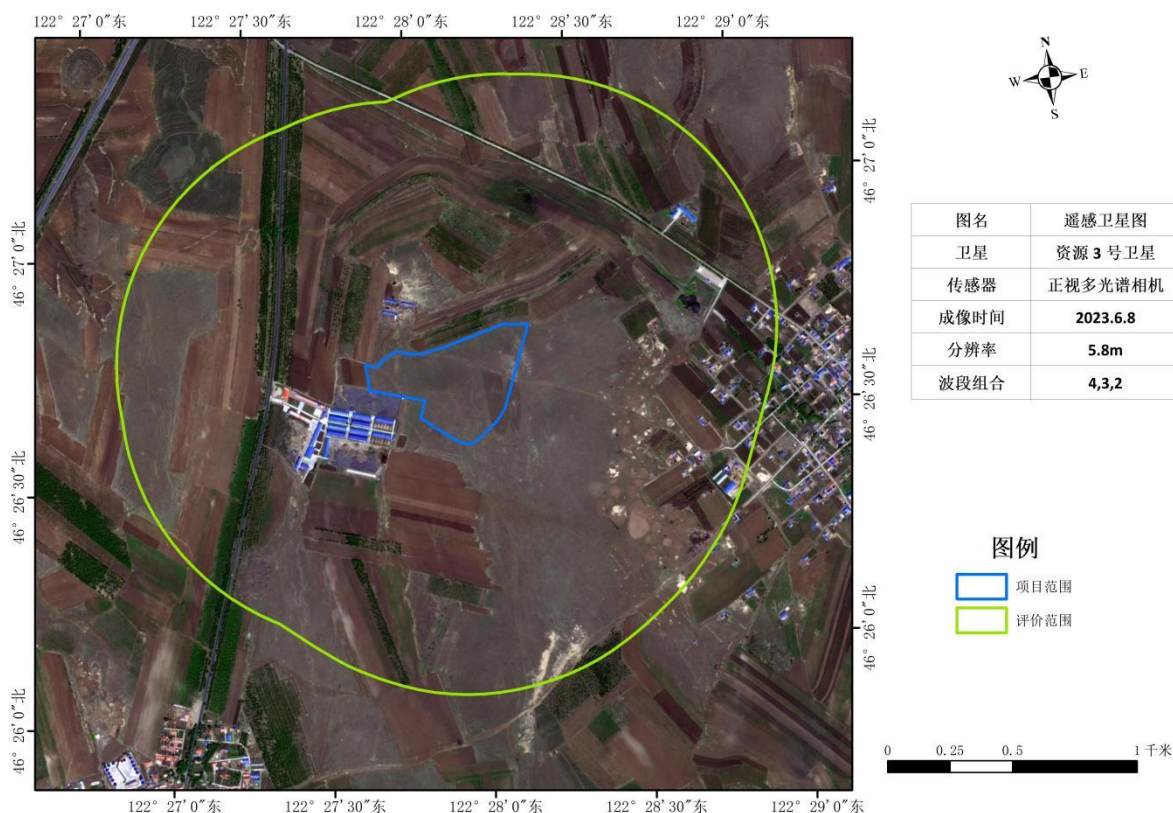 122° 27′ 0″东
122° 27′ 30″东
122° 28′ 0″东
122° 28′ 30″东
122° 29′ 0″东
N
W
E
S
46° 27′ 0″北
46° 27′ 0″北
46° 26′ 30″北
46° 26′ 30″北
46° 26′ 0″北
46° 26′ 0″北
图名 遥感卫星图
卫星 资源 3 号卫星
传感器 正视多光谱相机
成像时间 2023.6.8
分辨率 5.8m
波段组合 4,3,2
图例
项目范围
评价范围
0 0.25 0.5 1 千米
122° 27′ 0″东
122° 27′ 30″东
122° 28′ 0″东
122° 28′ 30″东
122° 29′ 0″东